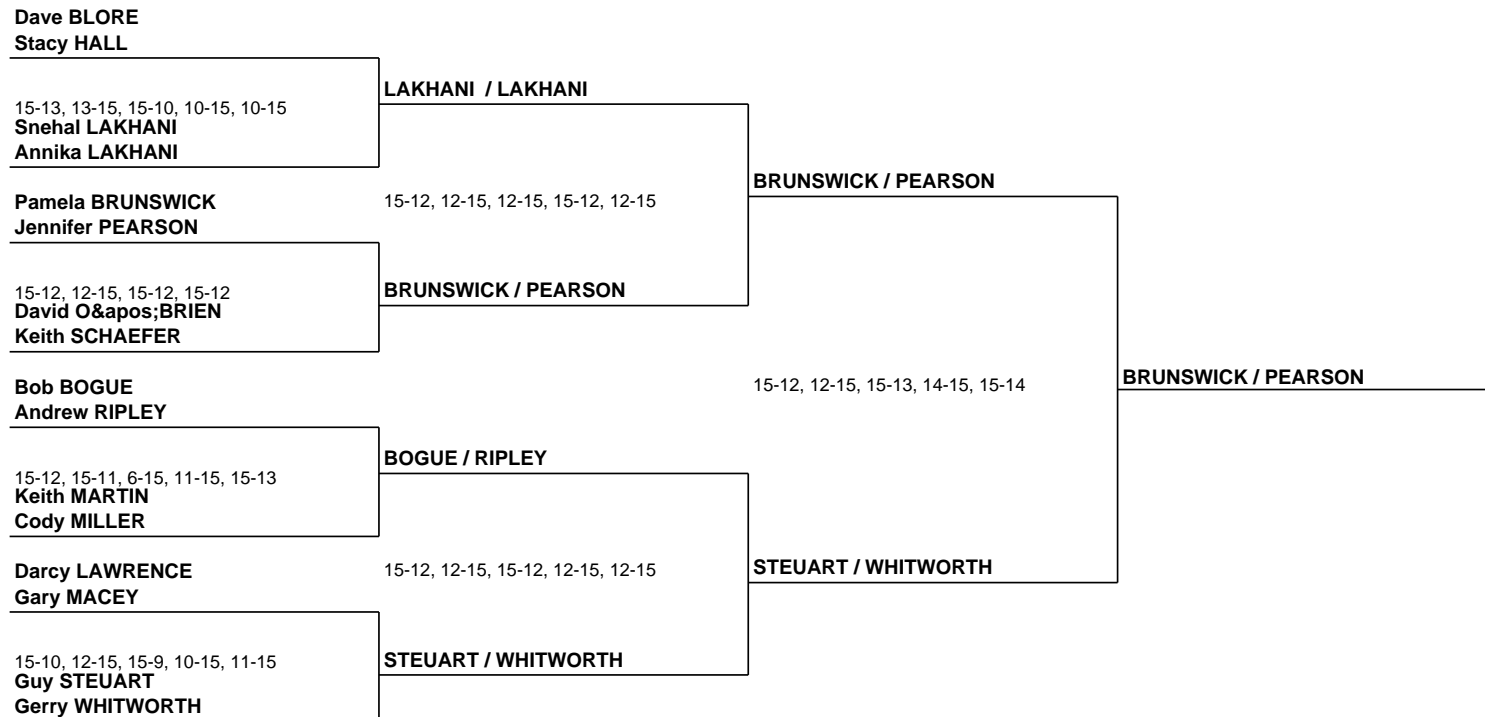 Dave BLORE
Stacy HALL
15-13, 13-15, 15-10, 10-15, 10-15
Snehal LAKHANI
Annika LAKHANI
Pamela BRUNSWICK
Jennifer PEARSON
15-12, 12-15, 15-12, 15-12
David O&apos;BRIEN
Keith SCHAEFER
Bob BOGUE
Andrew RIPLEY
15-12, 15-11, 6-15, 11-15, 15-13
Keith MARTIN
Cody MILLER
Darcy LAWRENCE
Gary MACEY
15-10, 12-15, 15-9, 10-15, 11-15
Guy STEUART
Gerry WHITWORTH
LAKHANI / LAKHANI
15-12, 12-15, 12-15, 15-12, 12-15
BRUNSWICK / PEARSON
BOGUE / RIPLEY
15-12, 12-15, 15-12, 12-15, 12-15
STEUART / WHITWORTH
BRUNSWICK / PEARSON
15-12, 12-15, 15-13, 14-15, 15-14
STEUART / WHITWORTH
BRUNSWICK / PEARSON